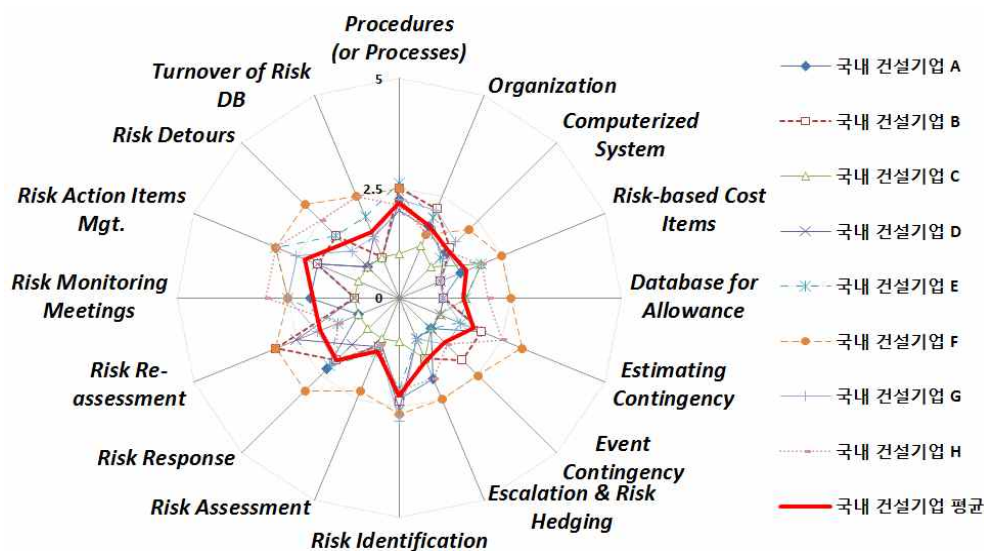 Procedures
(or Processes)
Organization
Computerized
System
Risk-based Cost
Items
Database for
Allowance
Estimating
Contingency
Event
Contingency
Escalation & Risk
Hedging
Risk Identification
Risk Assessment
Risk Response
Risk Re-
assessment
Risk Monitoring
Meetings
Risk Action Items
Mgt.
Risk Detours
Turnover of Risk
DB
5
2.5
0
국내 건설기업 A
국내 건설기업 B
국내 건설기업 C
국내 건설기업 D
국내 건설기업 E
국내 건설기업 F
국내 건설기업 G
국내 건설기업 H
국내 건설기업 평균